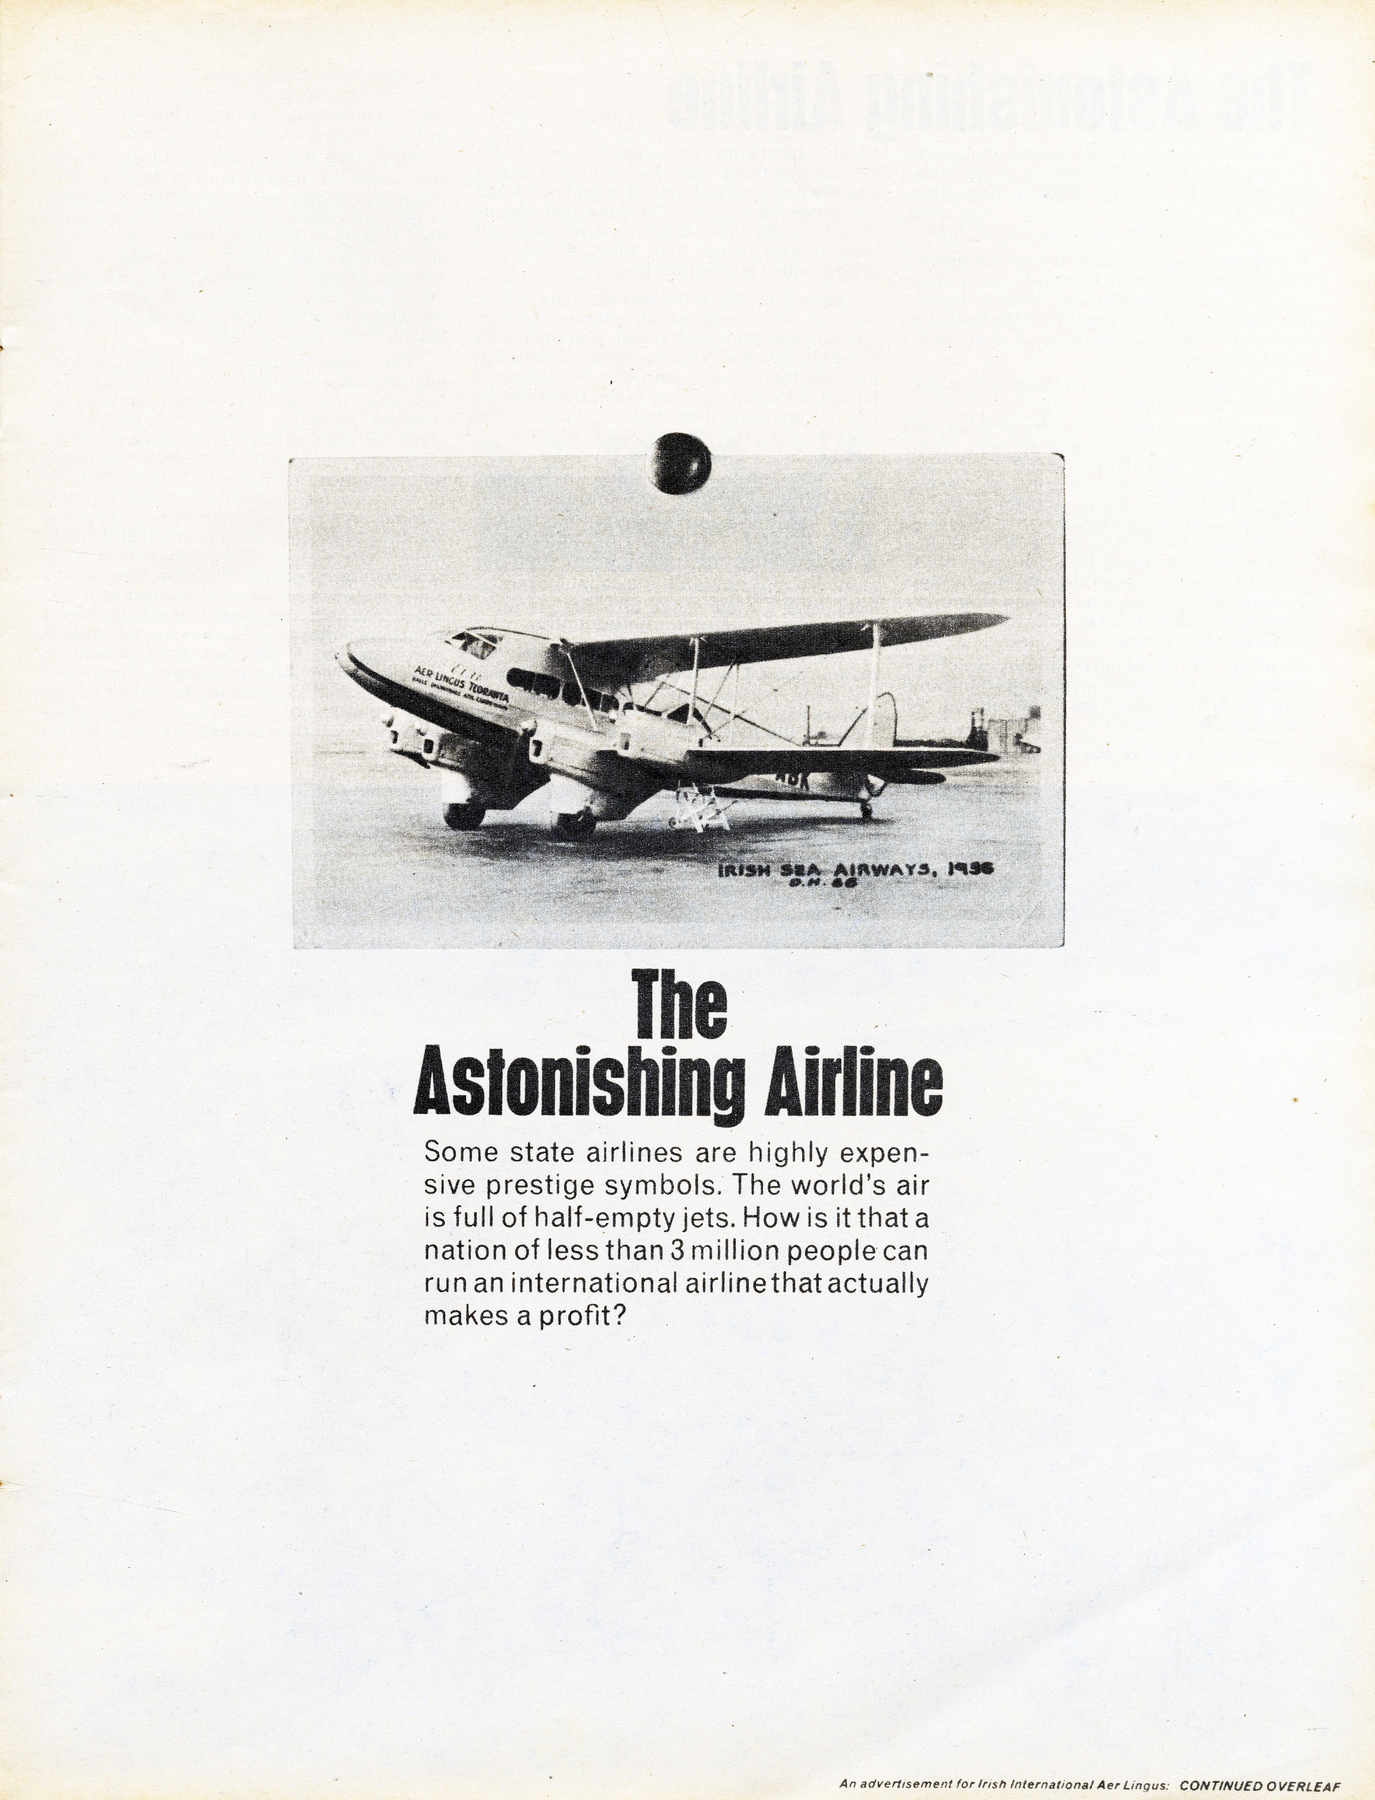 AER LINGUS TEORANTA
ABK
IRISH SEA AIRWAYS, 1936
D.H. 86
The
Astonishing Airline
Some state airlines are highly expen-
sive prestige symbols. The world's air
is full of half-empty jets. How is it that a
nation of less than 3 million people can
run an international airline that actually
makes a profit?
An advertisement for Irish International Aer Lingus: CONTINUED OVERLEAF